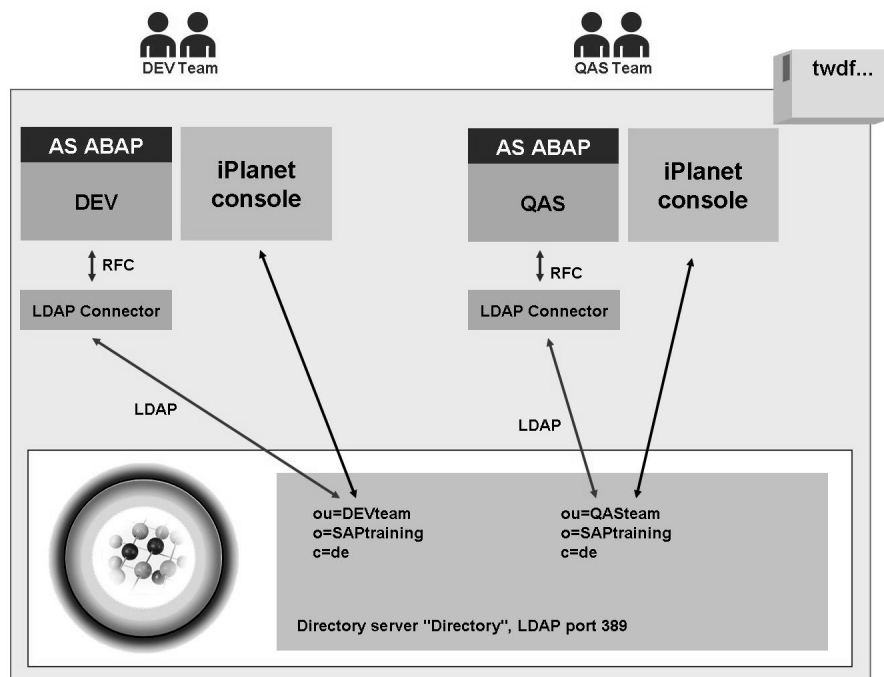 DEV Team
QAS Team
twdf...
AS ABAP
DEV
iPlanet
console
AS ABAP
QAS
iPlanet
console
RFC
RFC
LDAP Connector
LDAP Connector
LDAP
LDAP
ou=DEVteam
o=SAPtraining
c=de
ou=QASteam
o=SAPtraining
c=de
Directory server "Directory", LDAP port 389